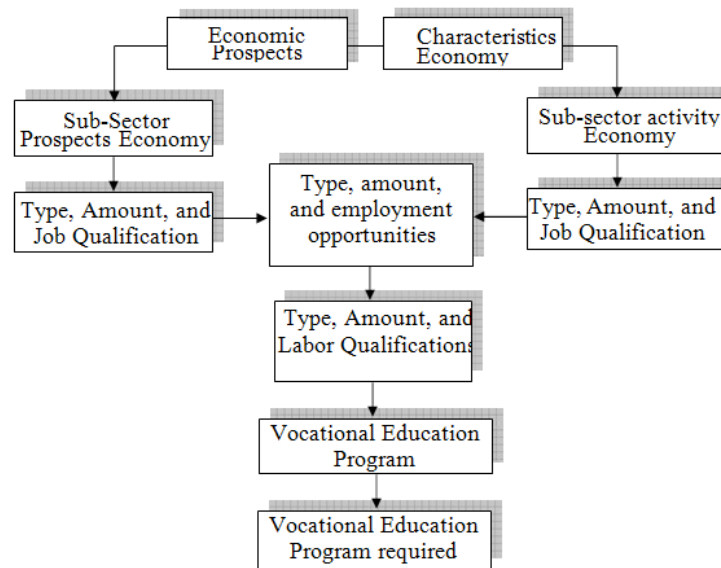 Economic
Prospects
Characteristics
Economy
Sub-Sector
Prospects Economy
Sub-sector activity
Economy
Type, Amount, and
Job Qualification
Type, amount,
and employment
opportunities
Type, Amount, and
Job Qualification
Type, Amount, and
Labor Qualifications
Vocational Education
Program
Vocational Education
Program required